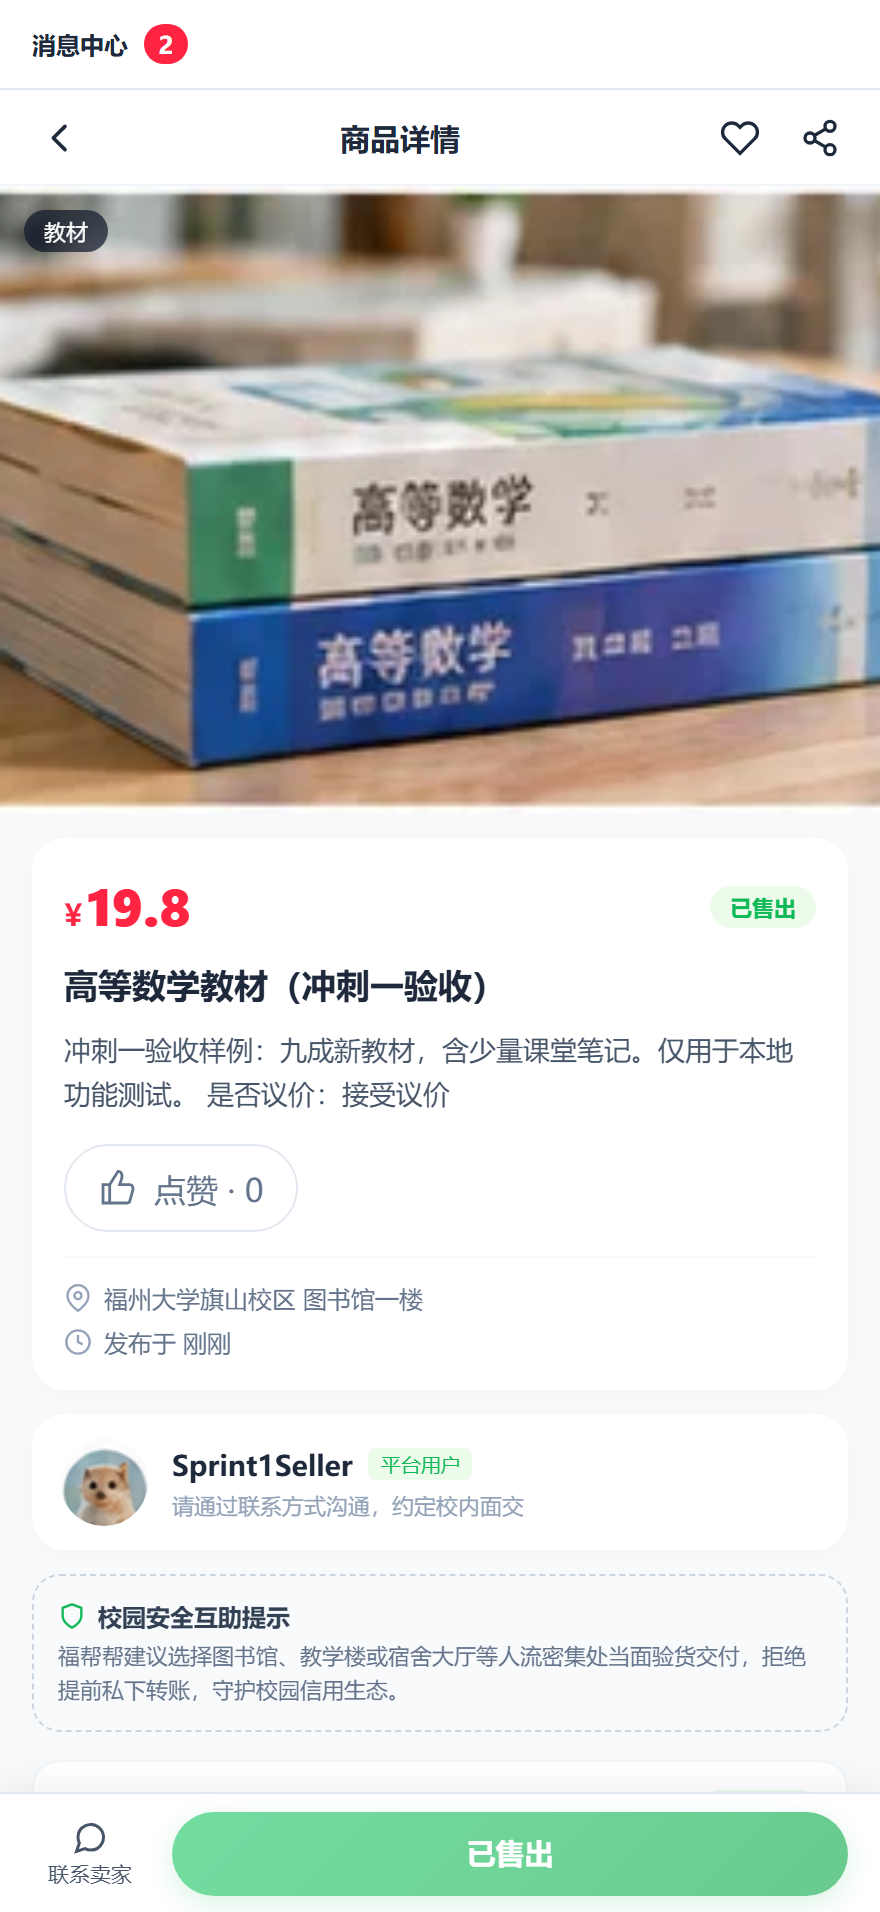 消息中心 2
商品详情
教材
高等数学
高等数学
¥19.8
已售出
高等数学教材（冲刺一验收）
冲刺一验收样例：九成新教材，含少量课堂笔记。仅用于本地
功能测试。 是否议价：接受议价
点赞 · 0
福州大学旗山校区 图书馆一楼
发布于 刚刚
Sprint1Seller 平台用户
请通过联系方式沟通，约定校内面交
校园安全互助提示
福帮帮建议选择图书馆、教学楼或宿舍大厅等人流密集处当面验货交付，拒绝
提前私下转账，守护校园信用生态。
联系卖家
已售出